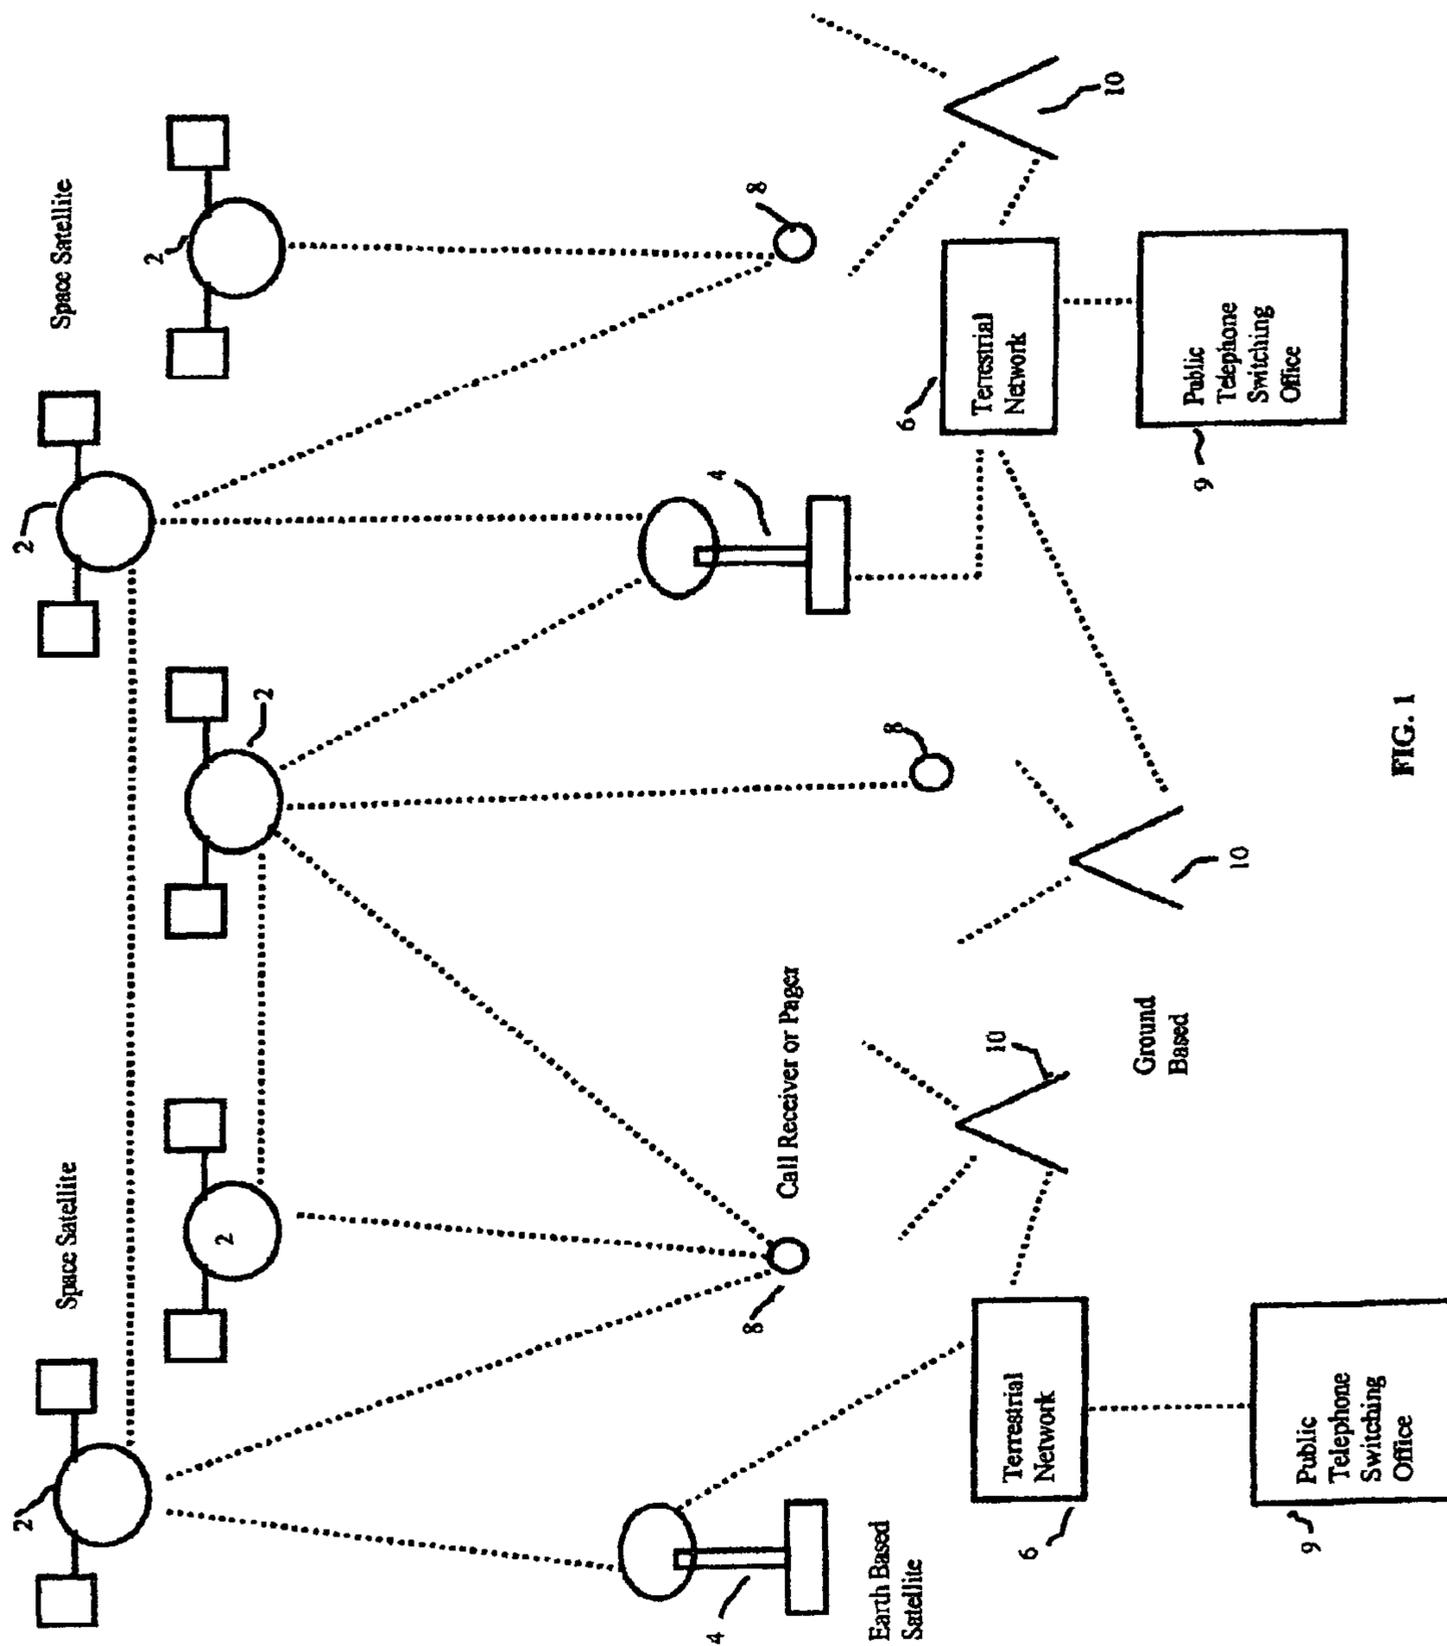 2
2
Space Satellite
Space Satellite
2
2
2
4
4
8
8
Call Receiver or Pager
Earth Based
Satellite
8
6
Terrestrial
Network
10
Terrestrial
Network
6
10
Ground
Based
Public
Telephone
Switching
Office
9
10
Public
Telephone
Switching
Office
9
FIG. 1